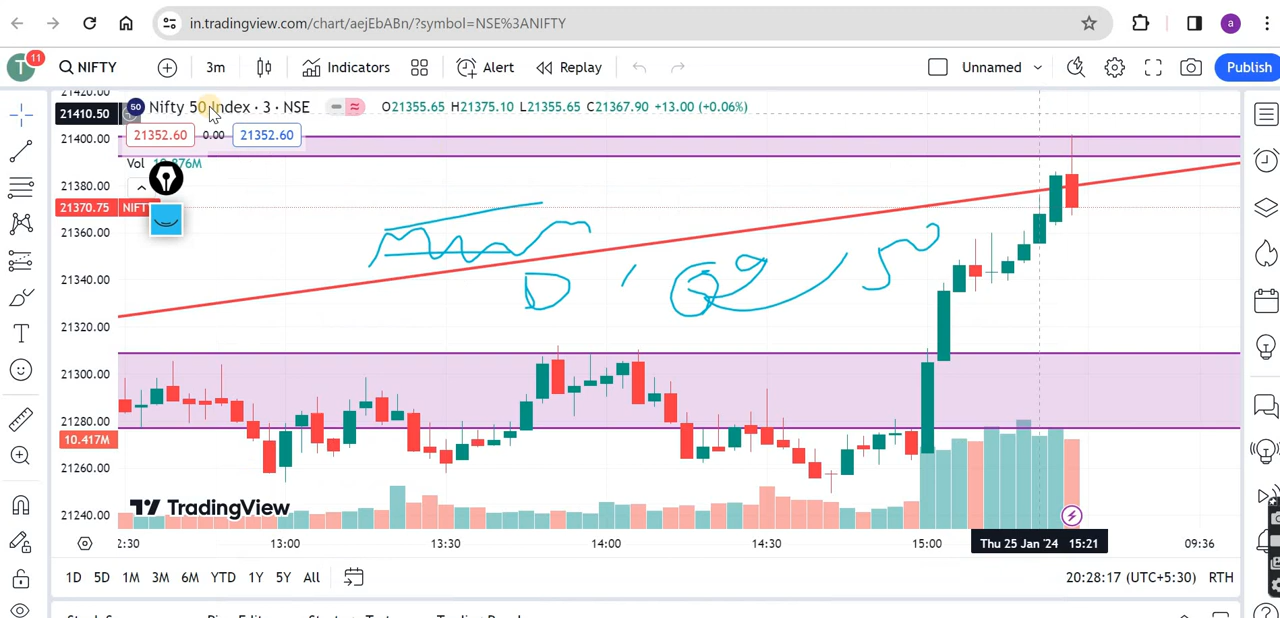 in.tradingview.com/chart/aejEbABn/?symbol=NSE%3ANIFTY
a
T 11 NIFTY 3m Indicators Alert Replay Unnamed Publish
50 Nifty 50 Index · 3 · NSE O21355.65 H21375.10 L21355.65 C21367.90 +13.00 (+0.06%)
21410.50
21352.60 0.00 21352.60
21400.00
Vol
21380.00
21370.75 NIFTY
21360.00
21340.00
21320.00
21300.00
21280.00
10.417M
21260.00
21240.00
TradingView
2:30 13:00 13:30 14:00 14:30 15:00 Thu 25 Jan '24 15:21 09:36
1D 5D 1M 3M 6M YTD 1Y 5Y All 20:28:17 (UTC+5:30) RTH